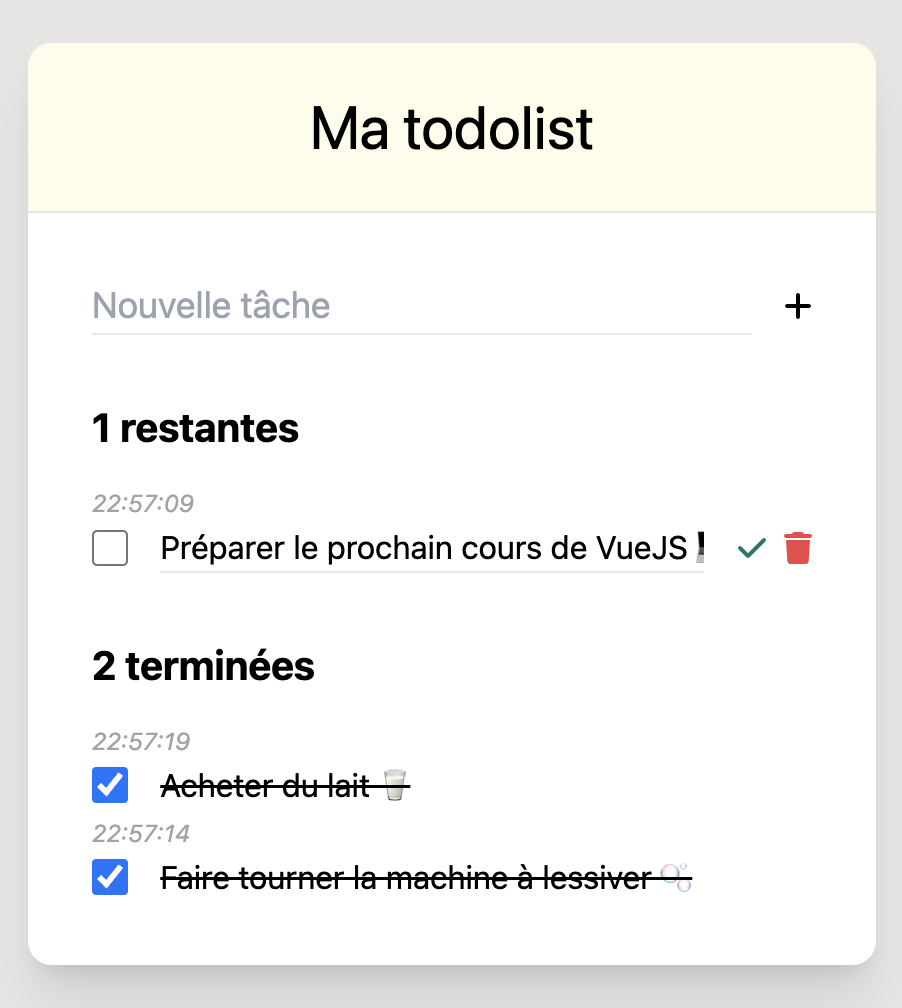 Ma todolist
Nouvelle tâche
1 restantes
22:57:09
Préparer le prochain cours de VueJS
2 terminées
22:57:19
Acheter du lait 🥛
22:57:14
Faire tourner la machine à lessiver 🫧